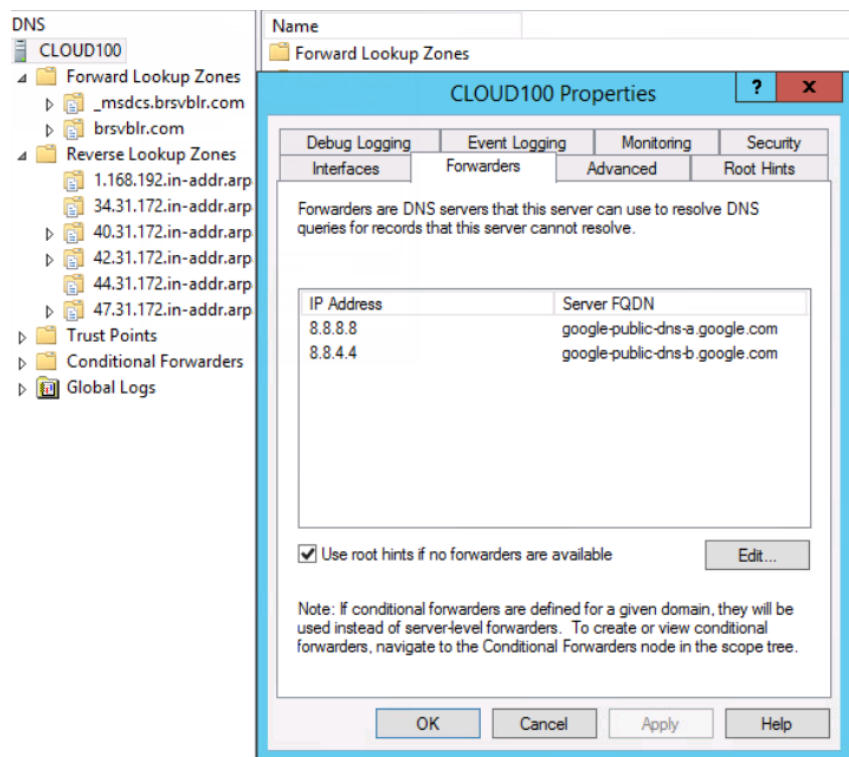 DNS
CLOUD100
Forward Lookup Zones
_msdcs.brsvblr.com
brsvblr.com
Reverse Lookup Zones
1.168.192.in-addr.arp
34.31.172.in-addr.arp
40.31.172.in-addr.arp
42.31.172.in-addr.arp
44.31.172.in-addr.arp
47.31.172.in-addr.arp
Trust Points
Conditional Forwarders
Global Logs
Name
Forward Lookup Zones
CLOUD100 Properties
? x
Debug Logging Event Logging Monitoring Security
Interfaces Forwarders Advanced Root Hints
Forwarders are DNS servers that this server can use to resolve DNS
queries for records that this server cannot resolve.
IP Address Server FQDN
8.8.8.8 google-public-dns-a.google.com
8.8.4.4 google-public-dns-b.google.com
Use root hints if no forwarders are available Edit...
Note: If conditional forwarders are defined for a given domain, they will be
used instead of server-level forwarders. To create or view conditional
forwarders, navigate to the Conditional Forwarders node in the scope tree.
OK Cancel Apply Help